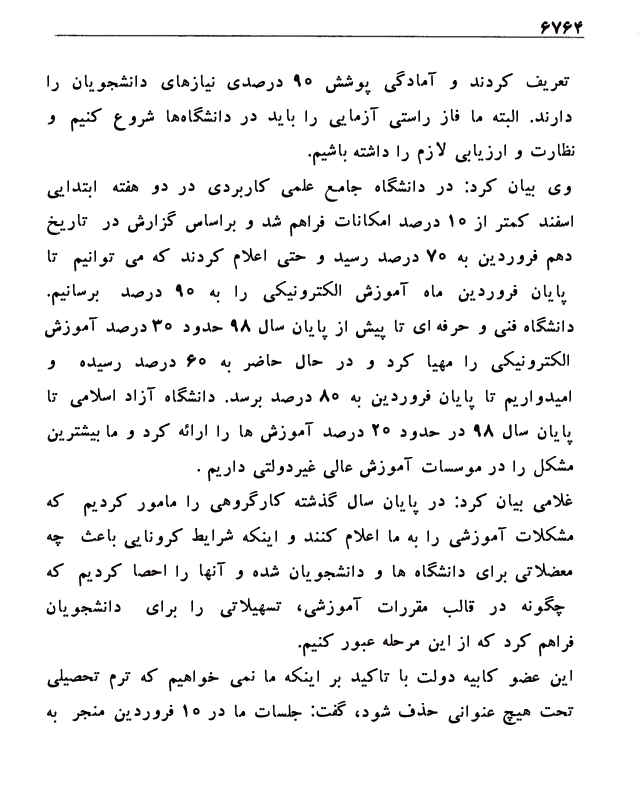 ۶۷۶۴
تعریف کردند و آمادگی پوشش ۹۰ درصدی نیازهای دانشجویان را
دارند. البته ما فاز راستی آزمایی را باید در دانشگاه‌ها شروع کنیم و
نظارت و ارزیابی لازم را داشته باشیم.
وی بیان کرد: در دانشگاه جامع علمی کاربردی در دو هفته ابتدایی
اسفند کمتر از ۱۰ درصد امکانات فراهم شد و براساس گزارش در تاریخ
دهم فروردین به ۷۰ درصد رسید و حتی اعلام کردند که می توانیم تا
پایان فروردین ماه آموزش الکترونیکی را به ۹۰ درصد برسانیم.
دانشگاه فنی و حرفه ای تا پیش از پایان سال ۹۸ حدود ۳۰ درصد آموزش
الکترونیکی را مهیا کرد و در حال حاضر به ۶۰ درصد رسیده و
امیدواریم تا پایان فروردین به ۸۰ درصد برسد. دانشگاه آزاد اسلامی تا
پایان سال ۹۸ در حدود ۲۰ درصد آموزش ها را ارائه کرد و ما بیشترین
مشکل را در موسسات آموزش عالی غیردولتی داریم .
غلامی بیان کرد: در پایان سال گذشته کارگروهی را مامور کردیم که
مشکلات آموزشی را به ما اعلام کنند و اینکه شرایط کرونایی باعث چه
معضلاتی برای دانشگاه ها و دانشجویان شده و آنها را احصا کردیم که
چگونه در قالب مقررات آموزشی، تسهیلاتی را برای دانشجویان
فراهم کرد که از این مرحله عبور کنیم.
این عضو کابیه دولت با تاکید بر اینکه ما نمی خواهیم که ترم تحصیلی
تحت هیچ عنوانی حذف شود، گفت: جلسات ما در ۱۰ فروردین منجر به